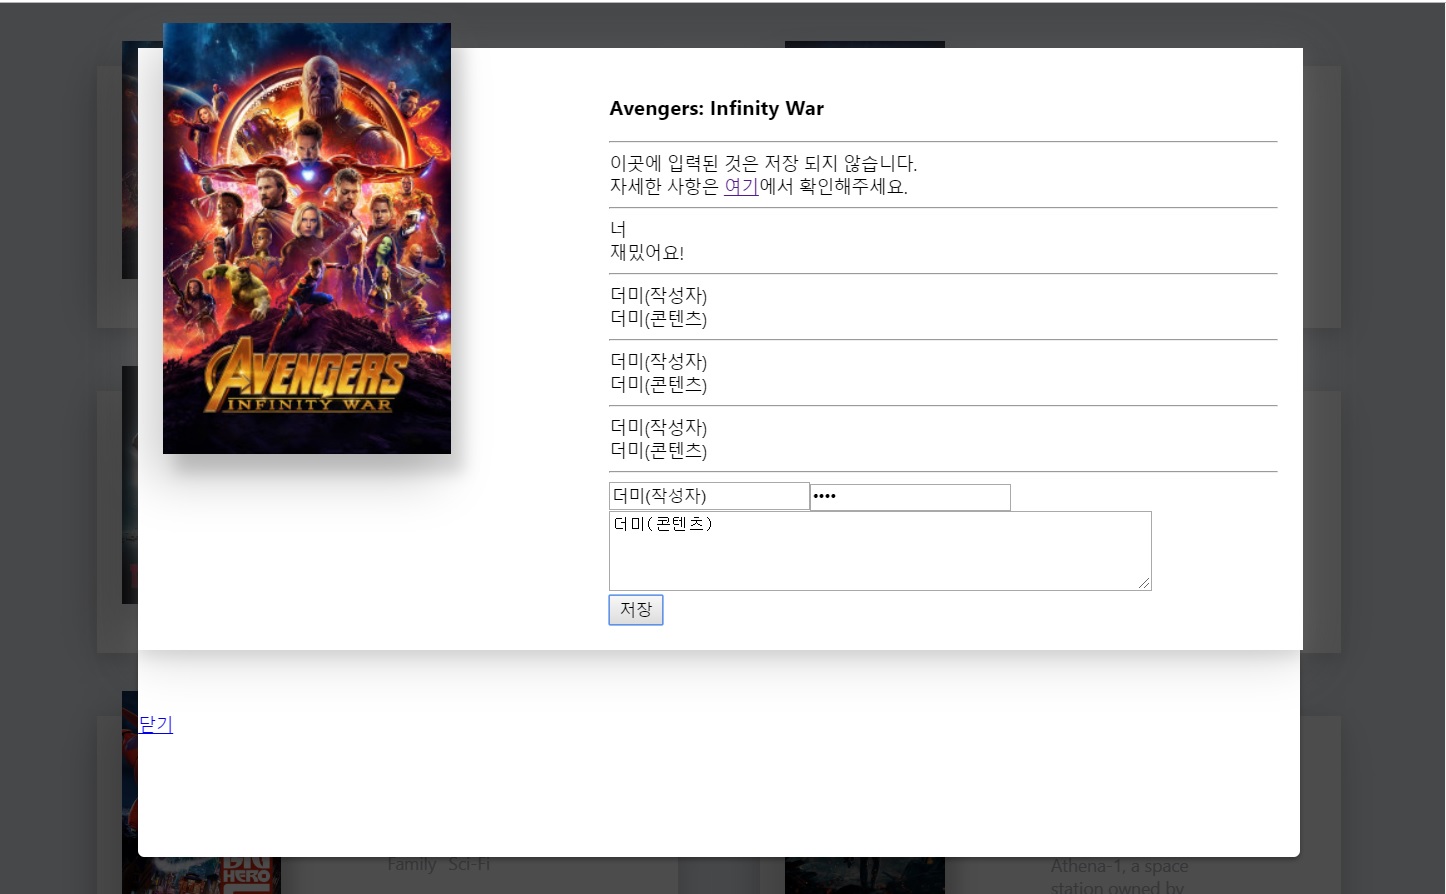 AVENGERS
INFINITY WAR
Avengers: Infinity War
이곳에 입력된 것은 저장 되지 않습니다.
자세한 사항은 여기에서 확인해주세요.
너
재밌어요!
더미(작성자)
더미(콘텐츠)
더미(작성자)
더미(콘텐츠)
더미(작성자)
더미(콘텐츠)
더미(작성자) ••••
더미(콘텐츠)
저장
닫기
BIG
HERO
Family Sci-Fi
Athena-1, a space
station owned by